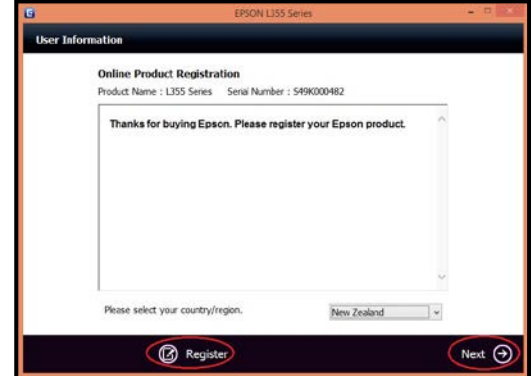 EPSON L355 Series
User Information
Online Product Registration
Product Name : L355 Series Serial Number : S49K000482
Thanks for buying Epson. Please register your Epson product.
Please select your country/region.
New Zealand
Register
Next